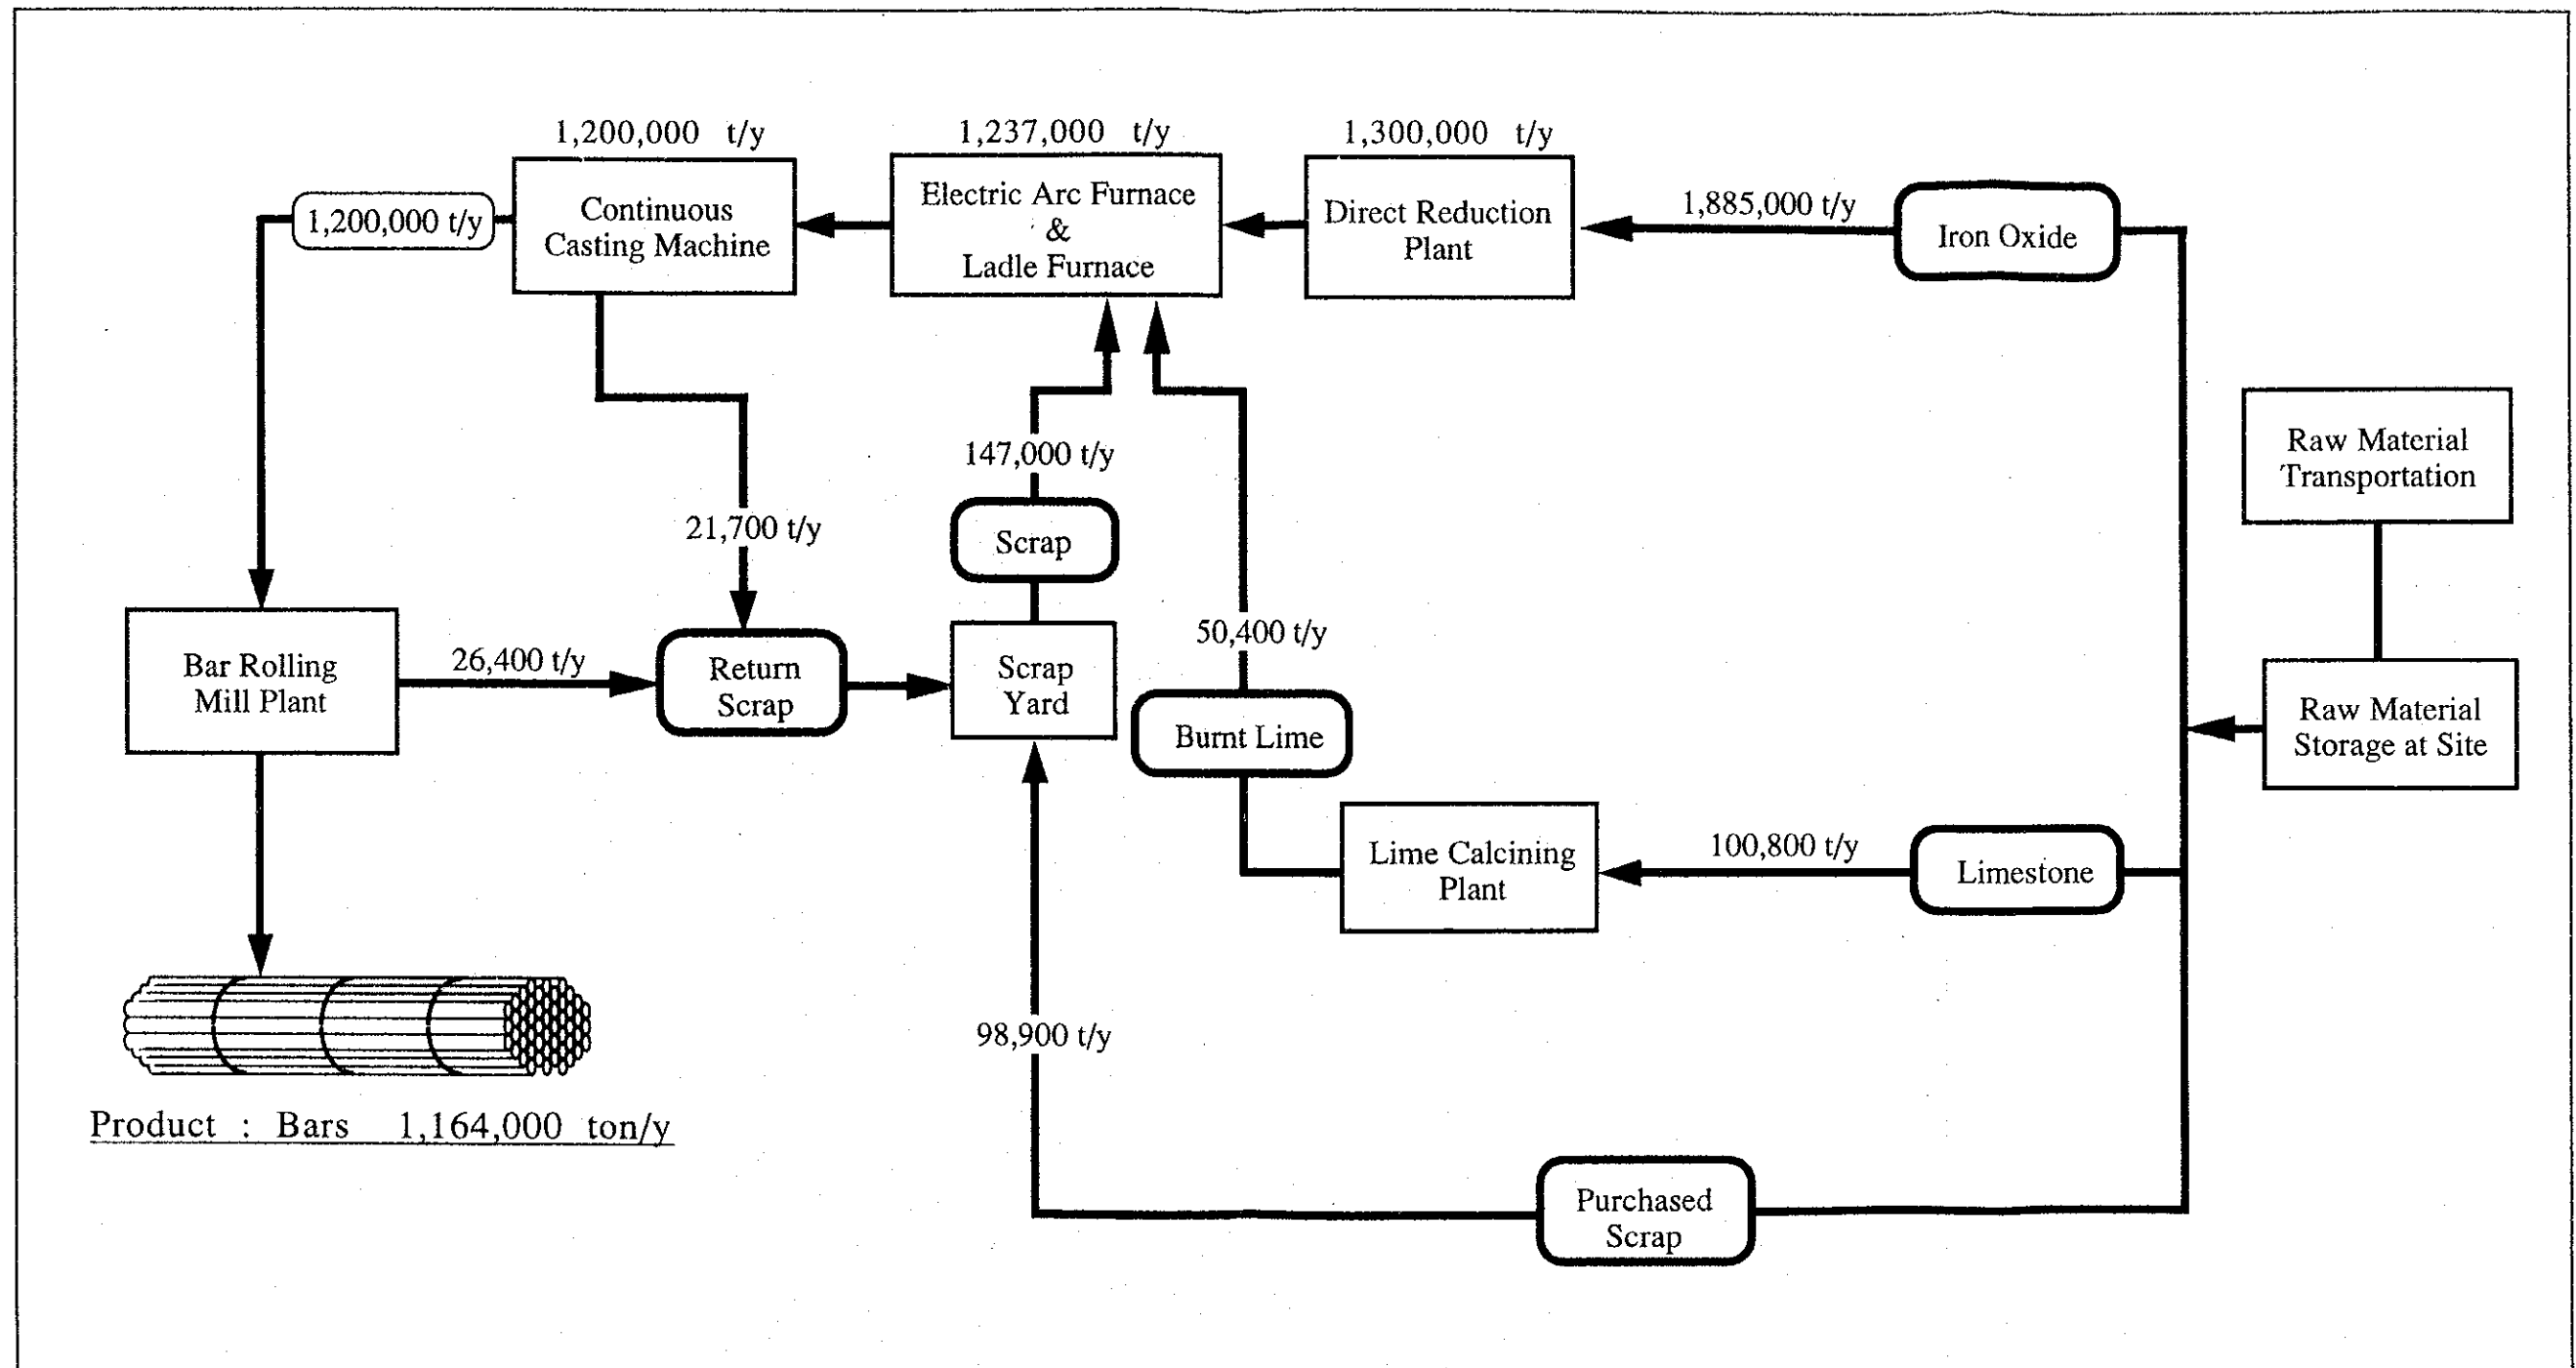 1,200,000 t/y
1,237,000 t/y
1,300,000 t/y
1,200,000 t/y
Continuous
Casting Machine
Electric Arc Furnace
&
Ladle Furnace
Direct Reduction
Plant
1,885,000 t/y
Iron Oxide
Raw Material
Transportation
147,000 t/y
21,700 t/y
Scrap
50,400 t/y
Bar Rolling
Mill Plant
26,400 t/y
Return
Scrap
Scrap
Yard
Burnt Lime
Raw Material
Storage at Site
Lime Calcining
Plant
100,800 t/y
Limestone
98,900 t/y
Product : Bars 1,164,000 ton/y
Purchased
Scrap